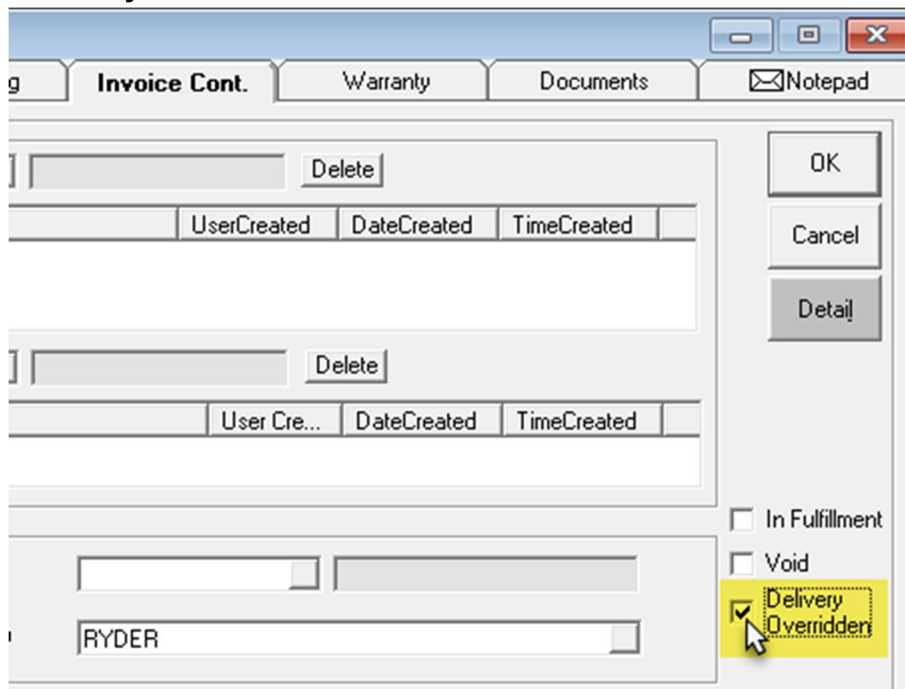 g Invoice Cont. Warranty Documents Notepad
Delete OK
UserCreated DateCreated TimeCreated
Cancel
Detail
Delete
User Cre... DateCreated TimeCreated
In Fulfillment
Void
Delivery
Overridden
RYDER